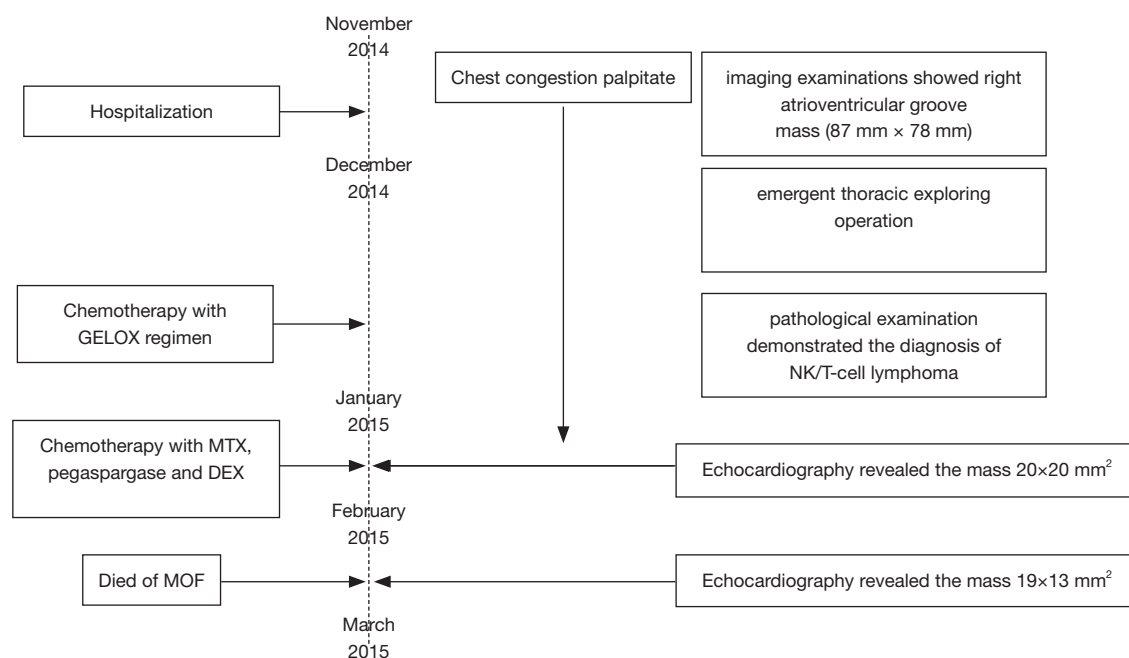 November
2014
Chest congestion palpitate
imaging examinations showed right
atrioventricular groove
mass (87 mm × 78 mm)
Hospitalization
December
2014
emergent thoracic exploring
operation
Chemotherapy with
GELOX regimen
pathological examination
demonstrated the diagnosis of
NK/T-cell lymphoma
January
2015
Chemotherapy with MTX,
pegaspargase and DEX
Echocardiography revealed the mass 20×20 mm²
February
2015
Died of MOF
Echocardiography revealed the mass 19×13 mm²
March
2015